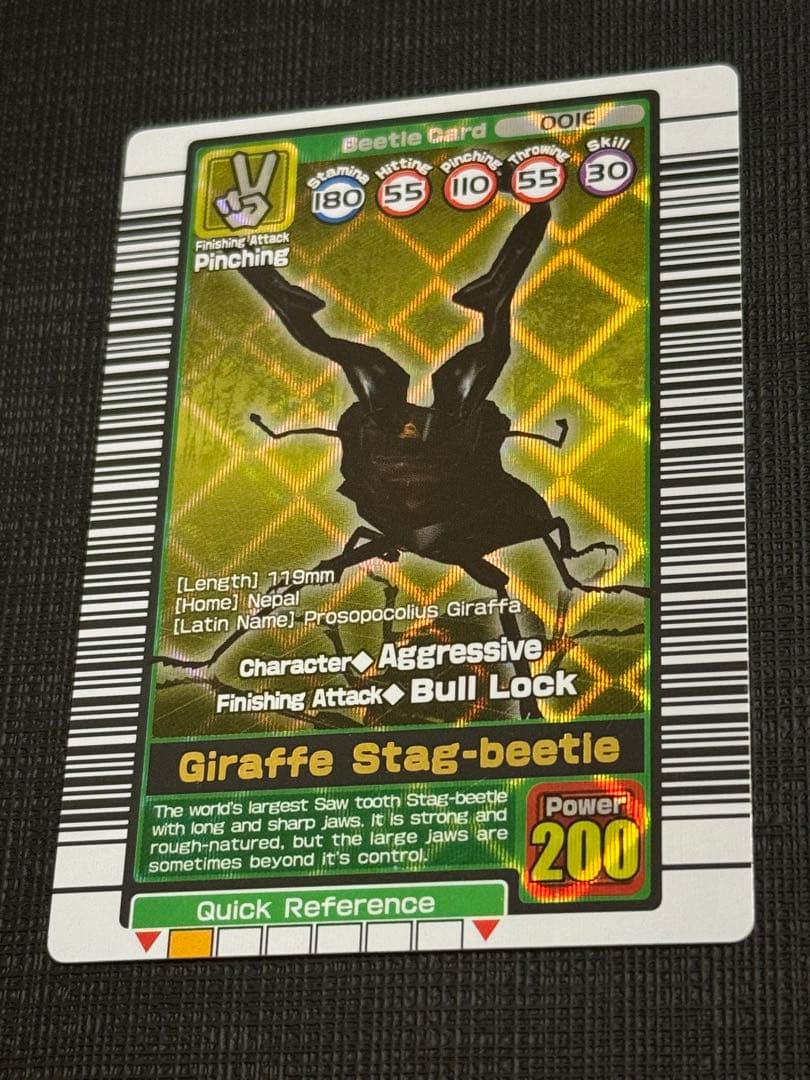 Beetle Card 001E
Stamina 180
Hitting 55
Pinching 110
Throwing 55
Skill 30
Finishing Attack
Pinching
[Length] 119mm
[Home] Nepal
[Latin Name] Prosopocolius Giraffa
Character◆Aggressive
Finishing Attack◆Bull Lock
Giraffe Stag-beetle
The world's largest Saw tooth Stag-beetle
with long and sharp jaws. It is strong and
rough-natured, but the large jaws are
sometimes beyond it's control.
Power
200
Quick Reference